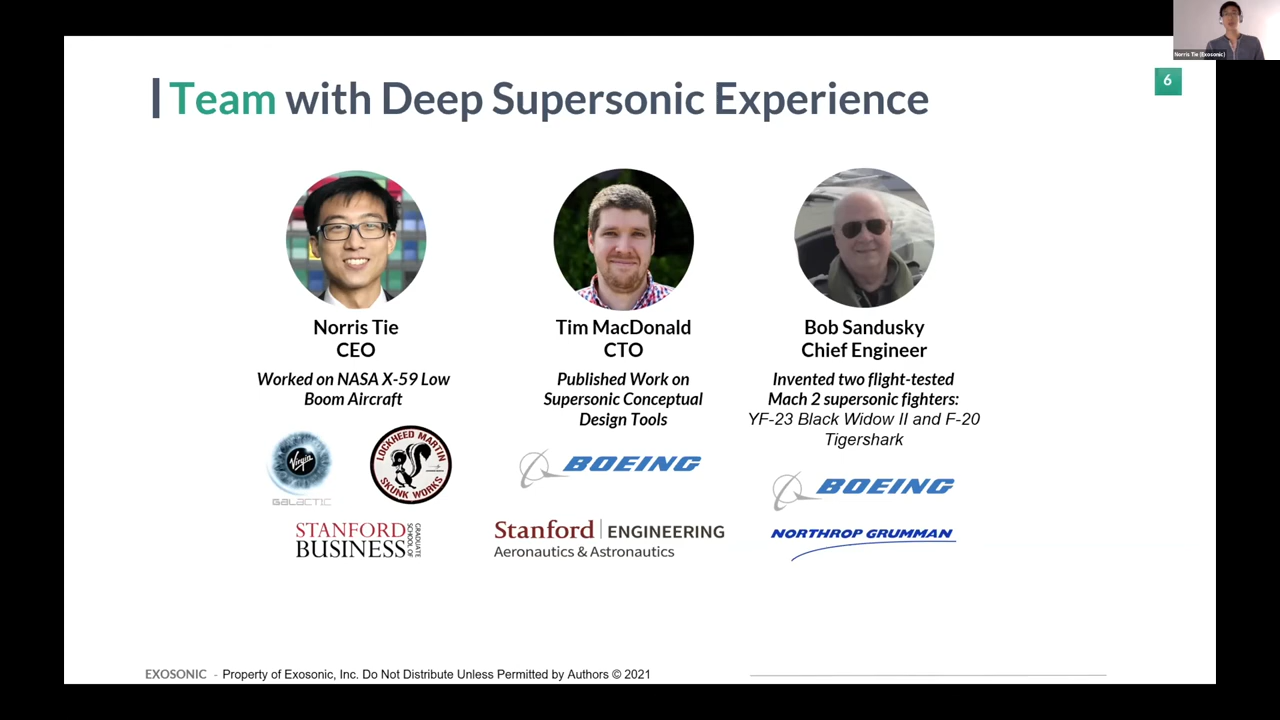 Norris Tie (Exosonic)
6
Team with Deep Supersonic Experience
Norris Tie
CEO
Worked on NASA X-59 Low
Boom Aircraft
Virgin
GALACTIC
LOCKHEED MARTIN
SKUNK WORKS
STANFORD
BUSINESS
GRADUATE
SCHOOL OF
Tim MacDonald
CTO
Published Work on
Supersonic Conceptual
Design Tools
BOEING
Stanford | ENGINEERING
Aeronautics & Astronautics
Bob Sandusky
Chief Engineer
Invented two flight-tested
Mach 2 supersonic fighters:
YF-23 Black Widow II and F-20
Tigershark
BOEING
NORTHROP GRUMMAN
EXOSONIC - Property of Exosonic, Inc. Do Not Distribute Unless Permitted by Authors © 2021